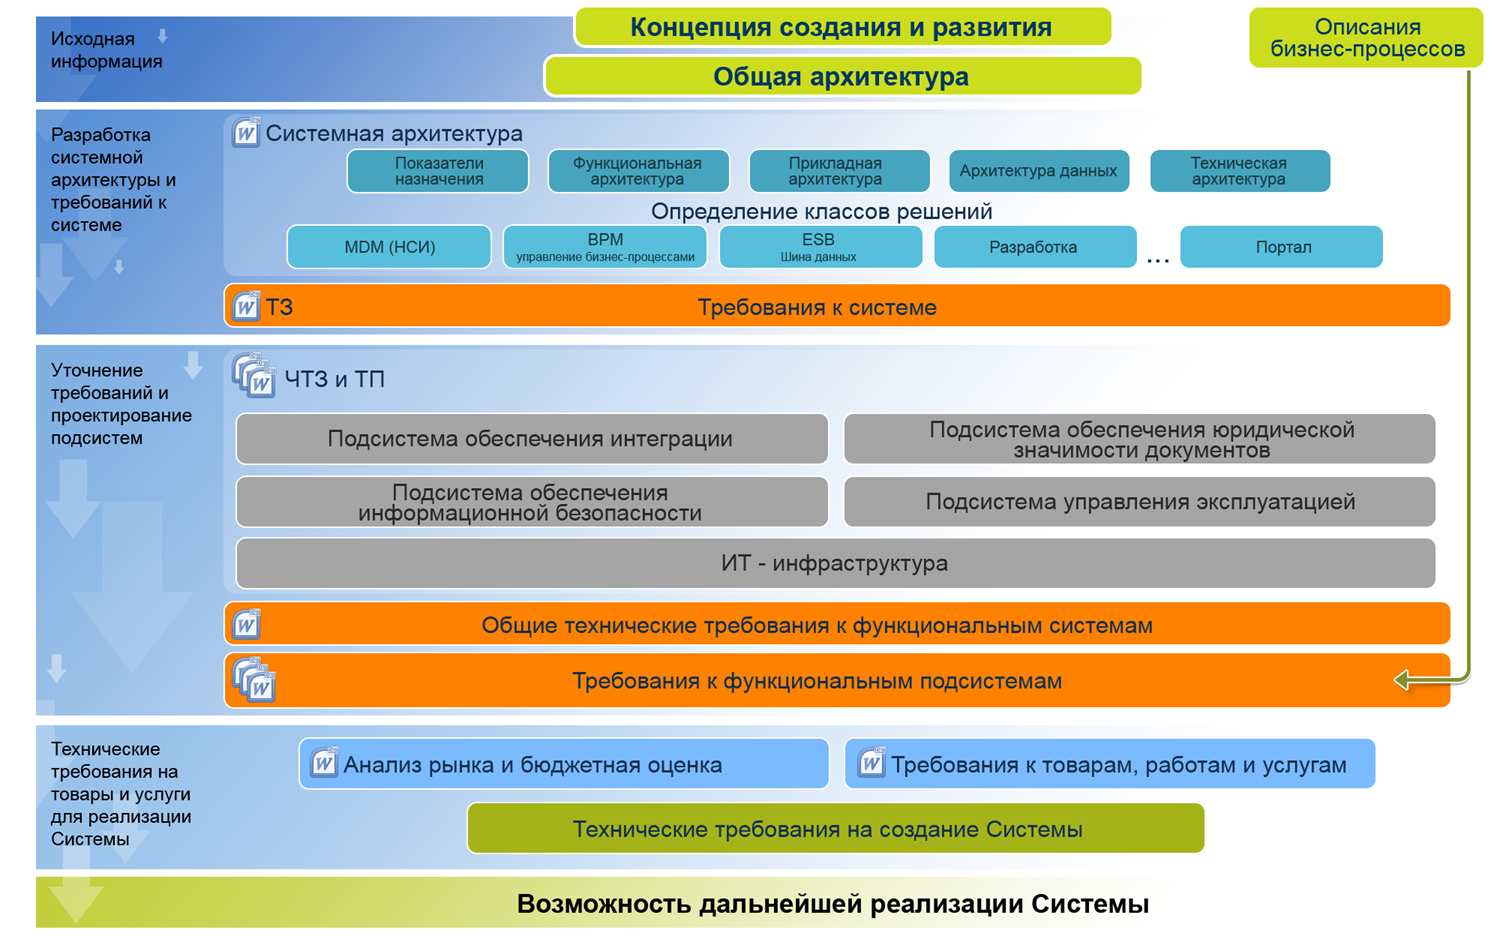 Исходная
информация
Концепция создания и развития
Общая архитектура
Описания
бизнес-процессов
Разработка
системной
архитектуры и
требований к
системе
Системная архитектура
Показатели
назначения
Функциональная
архитектура
Прикладная
архитектура
Архитектура данных
Техническая
архитектура
Определение классов решений
MDM (НСИ)
BPM
управление бизнес-процессами
ESB
Шина данных
Разработка
...
Портал
ТЗ
Требования к системе
Уточнение
требований и
проектирование
подсистем
ЧТЗ и ТП
Подсистема обеспечения интеграции
Подсистема обеспечения юридической
значимости документов
Подсистема обеспечения
информационной безопасности
Подсистема управления эксплуатацией
ИТ - инфраструктура
Общие технические требования к функциональным системам
Требования к функциональным подсистемам
Технические
требования на
товары и услуги
для реализации
Системы
Анализ рынка и бюджетная оценка
Требования к товарам, работам и услугам
Технические требования на создание Системы
Возможность дальнейшей реализации Системы